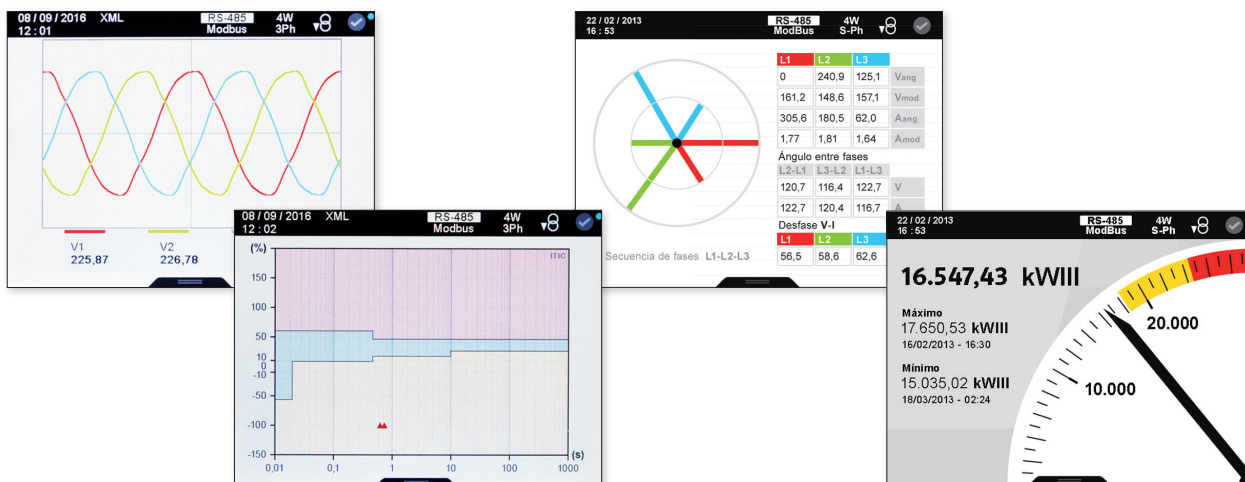 08/09/2016 XML RS-485 4W
12:01 Modbus 3Ph
V1 V2
225,87 226,78
08/09/2016 XML RS-485 4W
12:02 Modbus 3Ph
(%) ITIC
150
100
50
10
0
-10
-50
-100
-150 (s)
0,01 0,1 1 10 100 1000
22/02/2013 RS-485 4W
16:53 ModBus S-Ph
L1 L2 L3
0 240,9 125,1 Vang
161,2 148,6 157,1 Vmod
305,6 180,5 62,0 Aang
1,77 1,81 1,64 Amod
Ángulo entre fases
L2-L1 L3-L2 L1-L3
120,7 116,4 122,7 V
122,7 120,4 116,7 A
Desfase V-I
L1 L2 L3
Secuencia de fases L1-L2-L3 56,5 58,6 62,6
22/02/2013 RS-485 4W
16:53 ModBus S-Ph
16.547,43 kWIII
Máximo
17.650,53 kWIII
16/02/2013 - 16:30
Mínimo
15.035,02 kWIII
18/03/2013 - 02:24
20.000
10.000